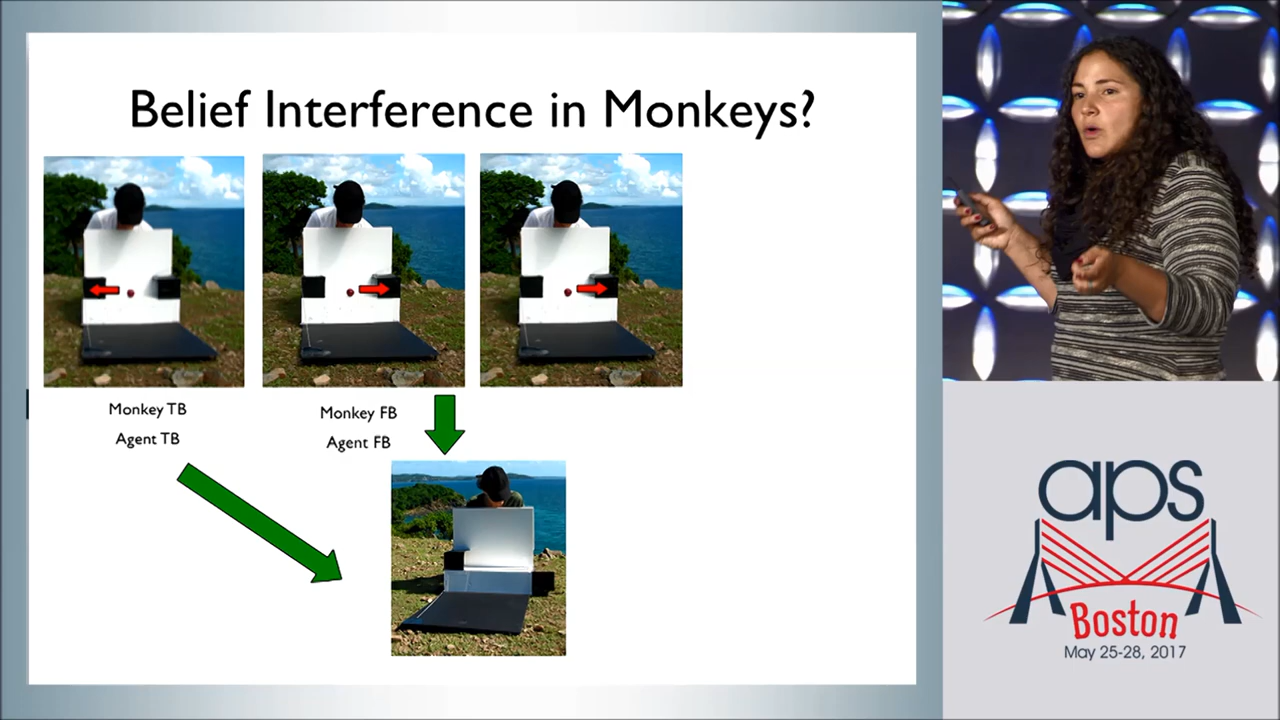 Belief Interference in Monkeys?
Monkey TB
Agent TB
Monkey FB
Agent FB
aps
Boston
May 25-28, 2017